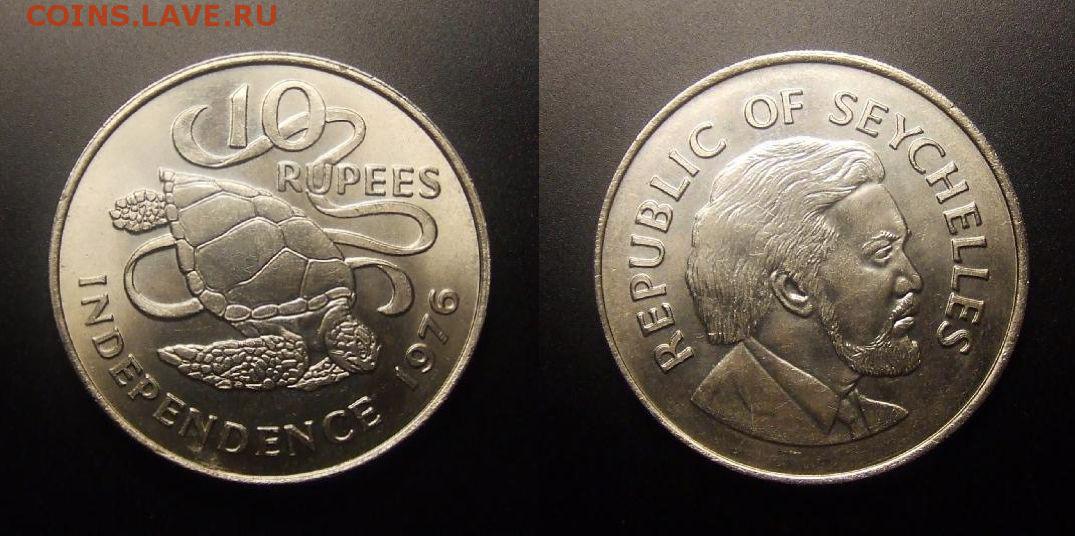 COINS.LAVE.RU
10
RUPEES
INDEPENDENCE 1976
REPUBLIC OF SEYCHELLES